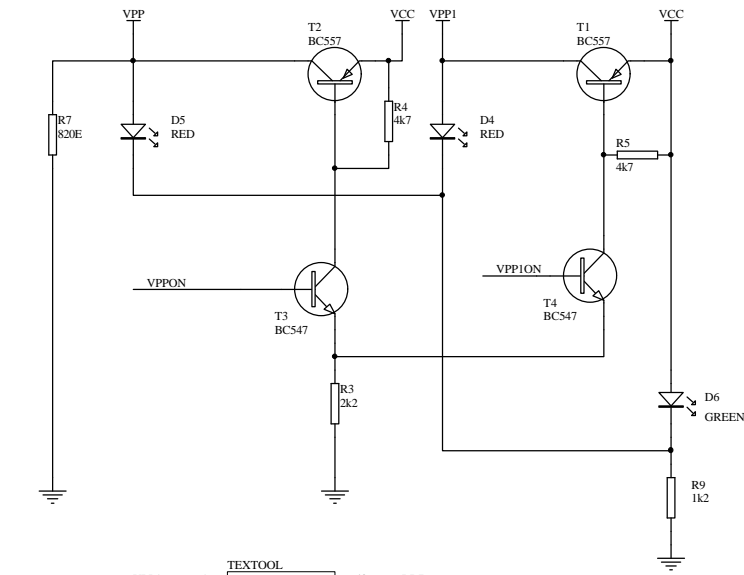 VPP
VCC
VPP1
VCC
T2
BC557
T1
BC557
R7
820E
D5
RED
R4
4k7
D4
RED
R5
4k7
VPPON
VPP1ON
T3
BC547
T4
BC547
R3
2k2
D6
GREEN
R9
1k2
TEXTOOL